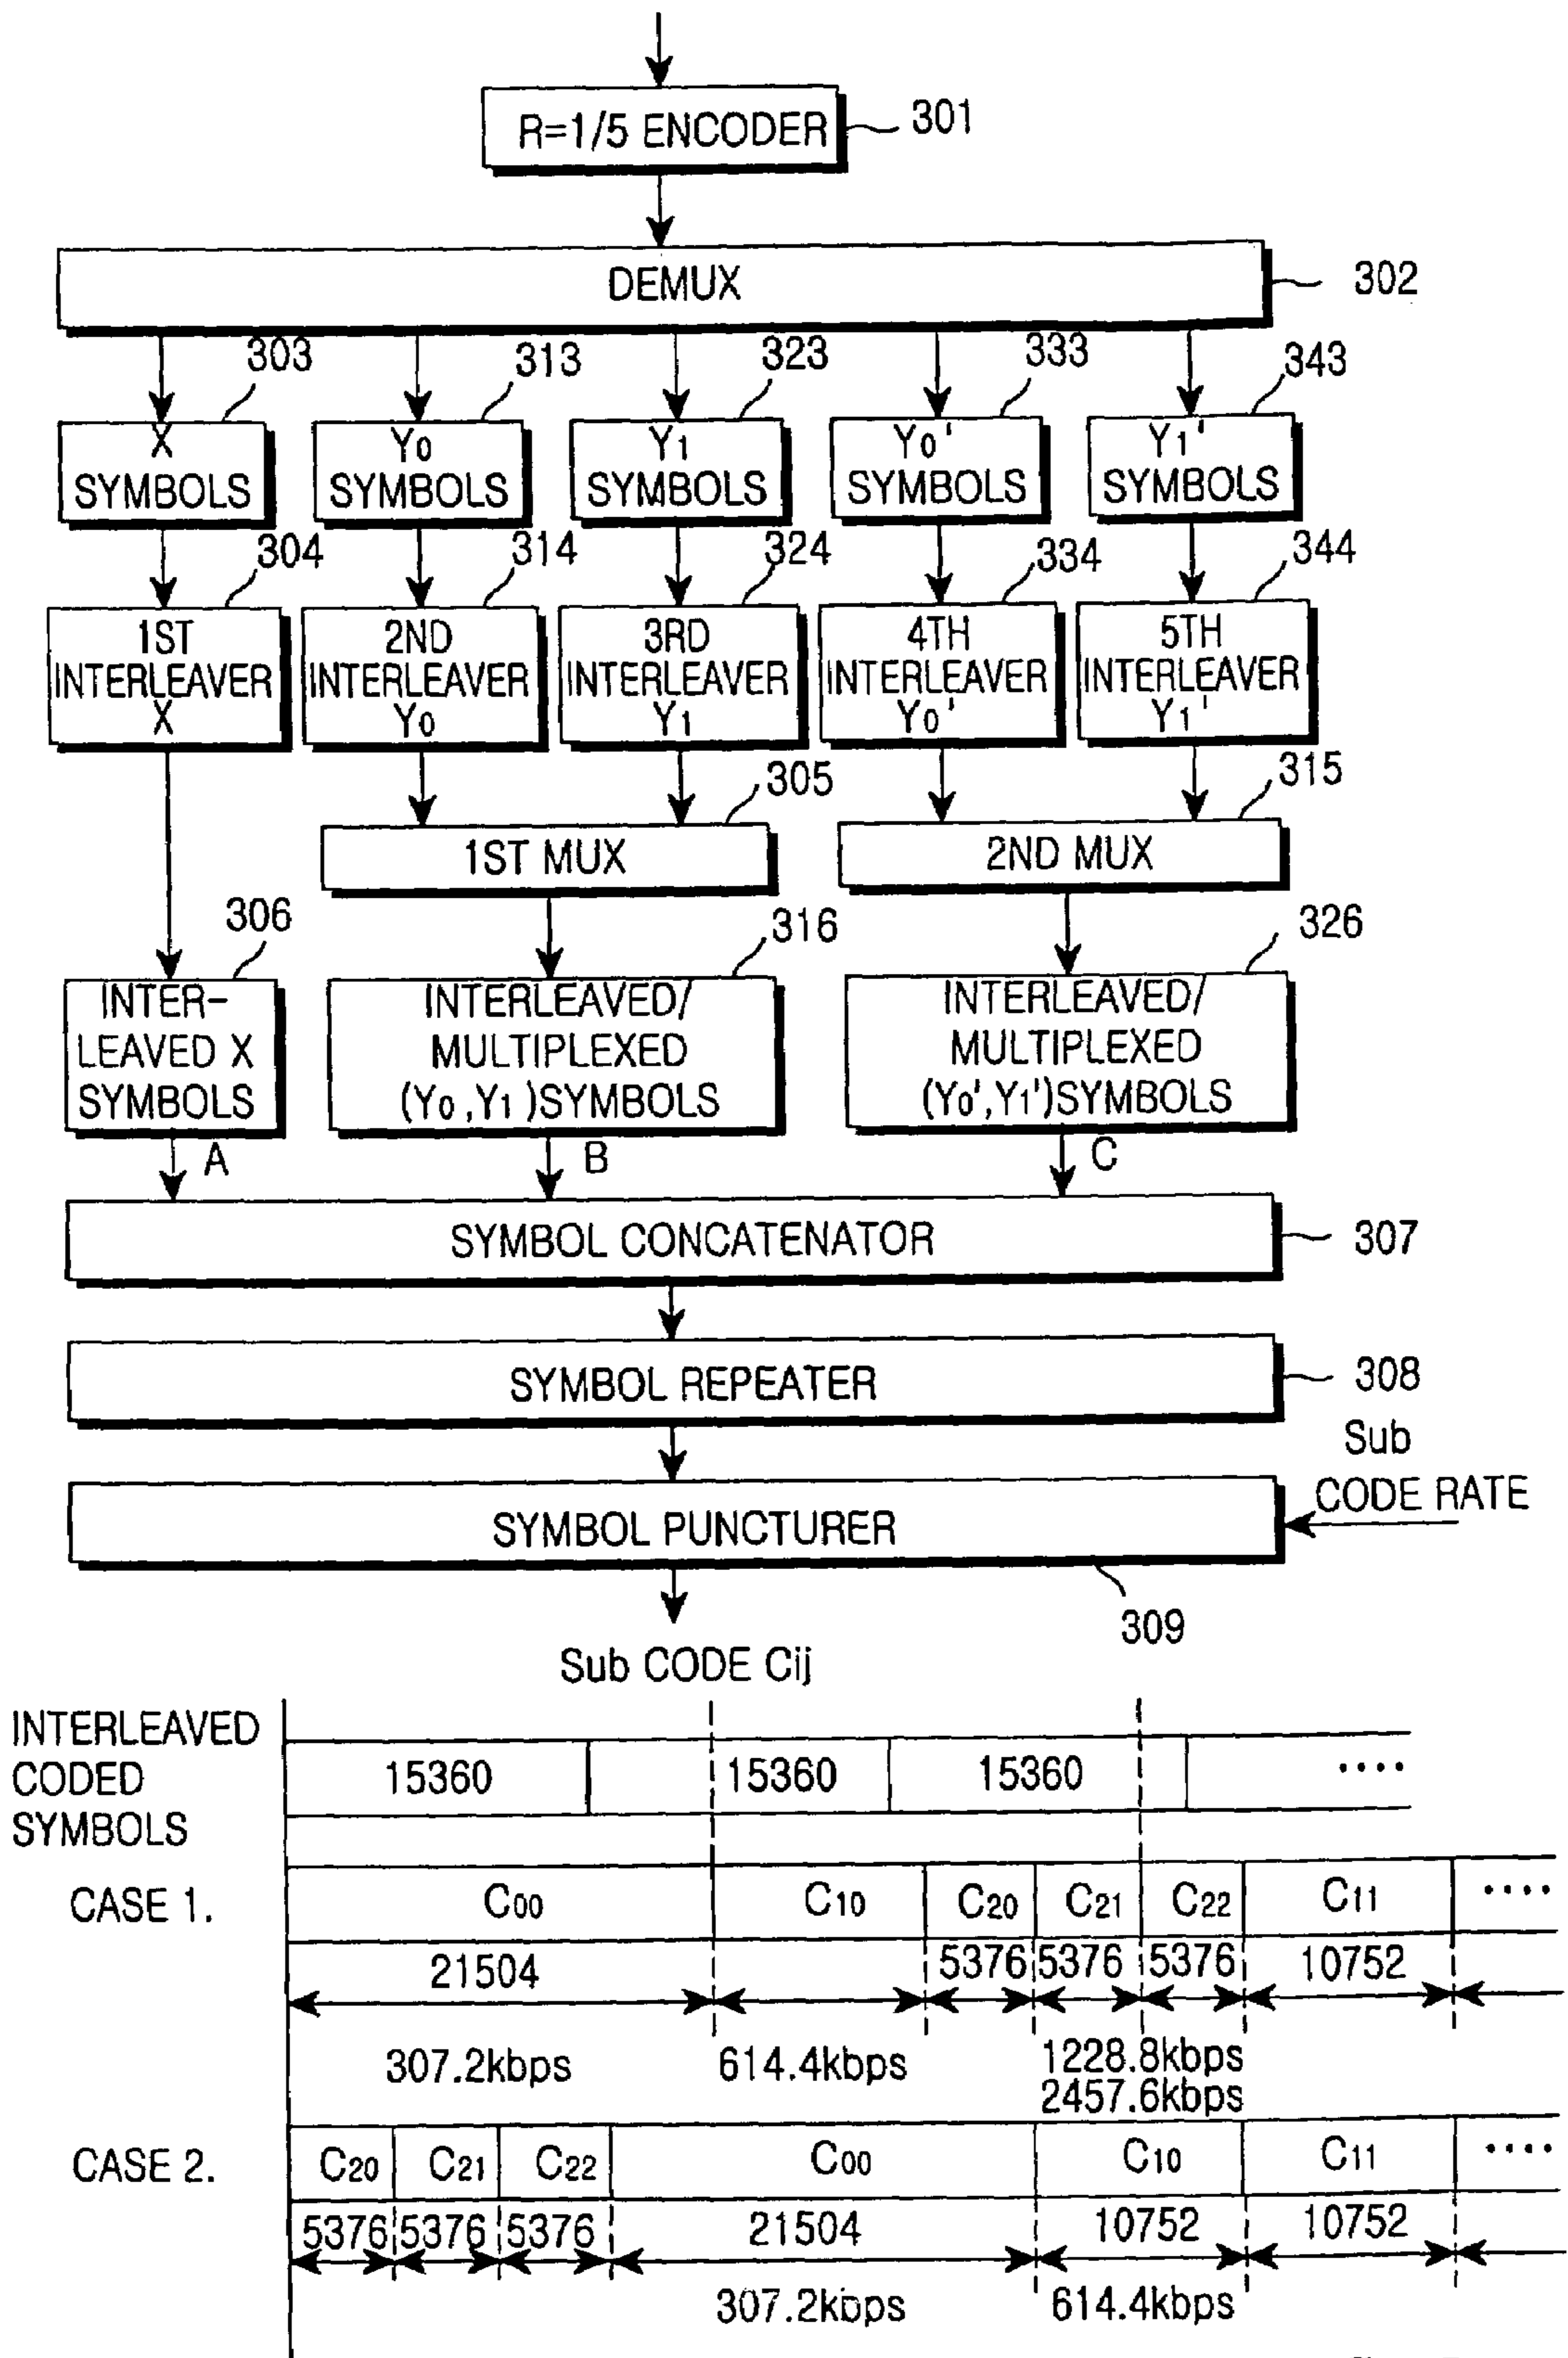 R=1/5 ENCODER
301
DEMUX
302
303
313
323
333
343
X
SYMBOLS
Y0
SYMBOLS
Y1
SYMBOLS
Y0'
SYMBOLS
Y1'
SYMBOLS
304
314
324
334
344
1ST
INTERLEAVER
X
2ND
INTERLEAVER
Y0
3RD
INTERLEAVER
Y1
4TH
INTERLEAVER
Y0'
5TH
INTERLEAVER
Y1'
305
315
1ST MUX
2ND MUX
306
316
326
INTER-
LEAVED X
SYMBOLS
INTERLEAVED/
MULTIPLEXED
(Y0,Y1)SYMBOLS
INTERLEAVED/
MULTIPLEXED
(Y0',Y1')SYMBOLS
A
B
C
SYMBOL CONCATENATOR
307
SYMBOL REPEATER
308
Sub
CODE RATE
SYMBOL PUNCTURER
309
Sub CODE Cij
INTERLEAVED
CODED
SYMBOLS
15360
15360
15360
....
CASE 1.
C00
C10
C20
C21
C22
C11
....
21504
5376
5376
5376
10752
307.2kbps
614.4kbps
1228.8kbps
2457.6kbps
CASE 2.
C20
C21
C22
C00
C10
C11
....
5376
5376
5376
21504
10752
10752
307.2kbps
614.4kbps